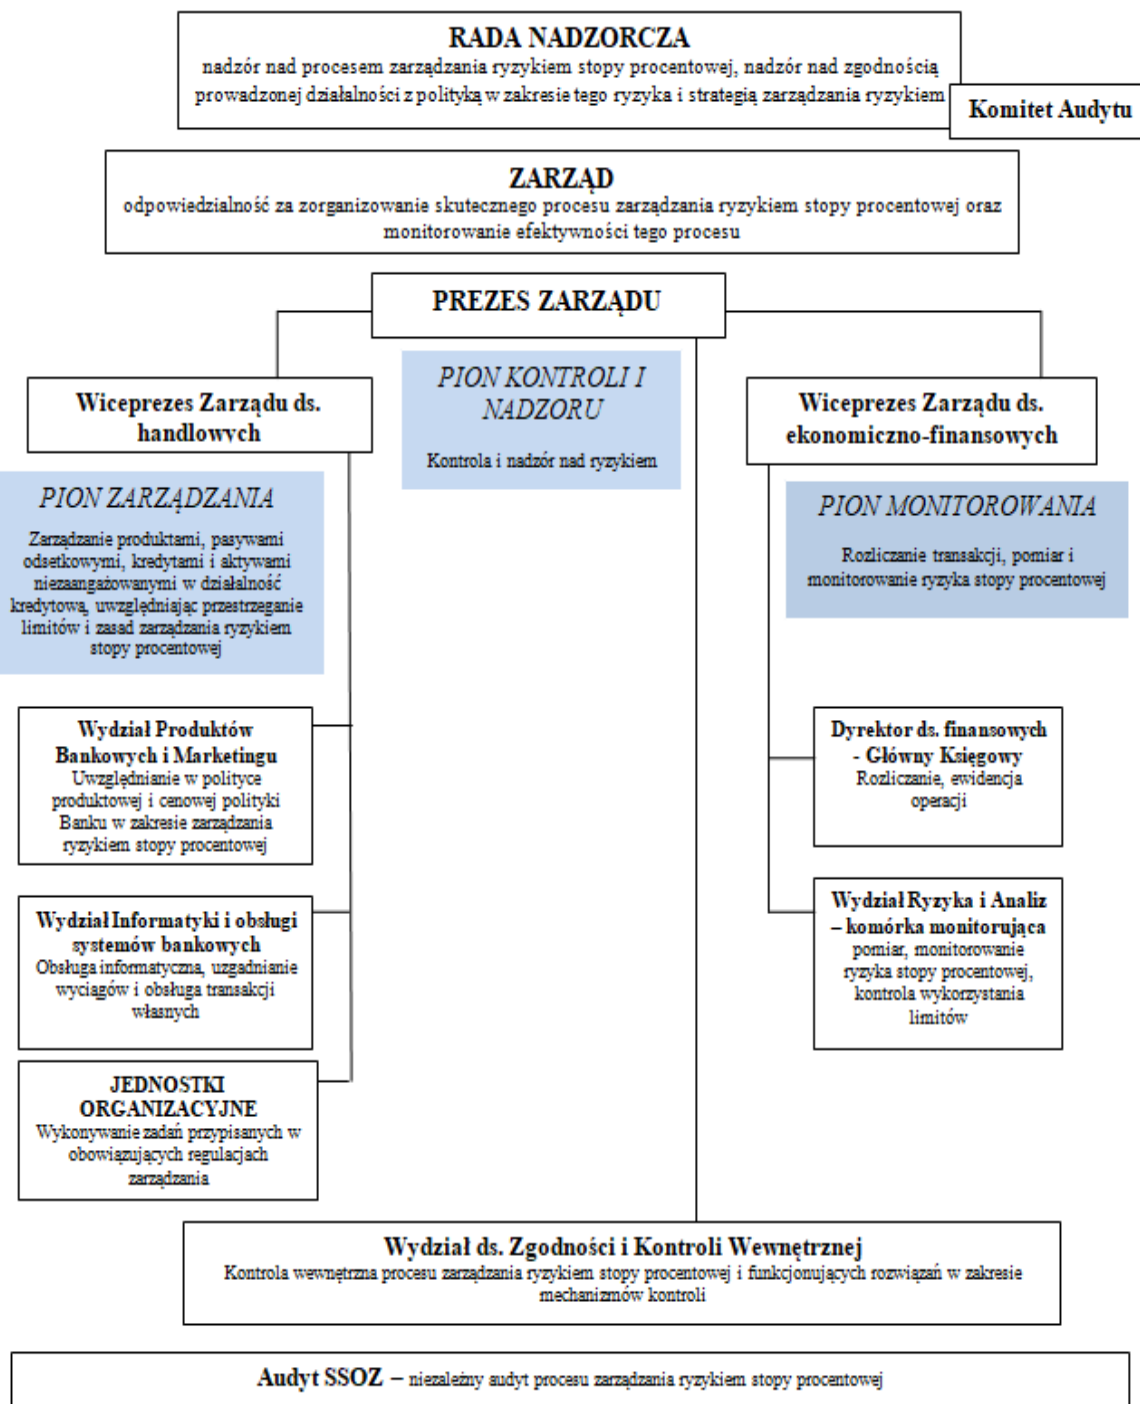 RADA NADZORCZA
nadzór nad procesem zarządzania ryzykiem stopy procentowej, nadzór nad zgodnością
prowadzonej działalności z polityką w zakresie tego ryzyka i strategią zarządzania ryzykiem
Komitet Audytu
ZARZĄD
odpowiedzialność za zorganizowanie skutecznego procesu zarządzania ryzykiem stopy procentowej oraz
monitorowanie efektywności tego procesu
PREZES ZARZĄDU
Wiceprezes Zarządu ds.
handlowych
PION KONTROLI I
NADZORU
Kontrola i nadzór nad ryzykiem
Wiceprezes Zarządu ds.
ekonomiczno-finansowych
PION ZARZĄDZANIA
Zarządzanie produktami, pasywami
odsetkowymi, kredytami i aktywami
niezaangażowanymi w działalność
kredytową, uwzględniając przestrzeganie
limitów i zasad zarządzania ryzykiem
stopy procentowej
PION MONITOROWANIA
Rozliczanie transakcji, pomiar i
monitorowanie ryzyka stopy procentowej
Wydział Produktów
Bankowych i Marketingu
Uwzględnianie w polityce
produktowej i cenowej polityki
Banku w zakresie zarządzania
ryzykiem stopy procentowej
Dyrektor ds. finansowych
- Główny Księgowy
Rozliczanie, ewidencja
operacji
Wydział Informatyki i obsługi
systemów bankowych
Obsługa informatyczna, uzgadnianie
wyciągów i obsługa transakcji
własnych
Wydział Ryzyka i Analiz
– komórka monitorująca
pomiar, monitorowanie
ryzyka stopy procentowej,
kontrola wykorzystania
limitów
JEDNOSTKI
ORGANIZACYJNE
Wykonywanie zadań przypisanych w
obowiązujących regulacjach
zarządzania
Wydział ds. Zgodności i Kontroli Wewnętrznej
Kontrola wewnętrzna procesu zarządzania ryzykiem stopy procentowej i funkcjonujących rozwiązań w zakresie
mechanizmów kontroli
Audyt SSOZ – niezależny audyt procesu zarządzania ryzykiem stopy procentowej